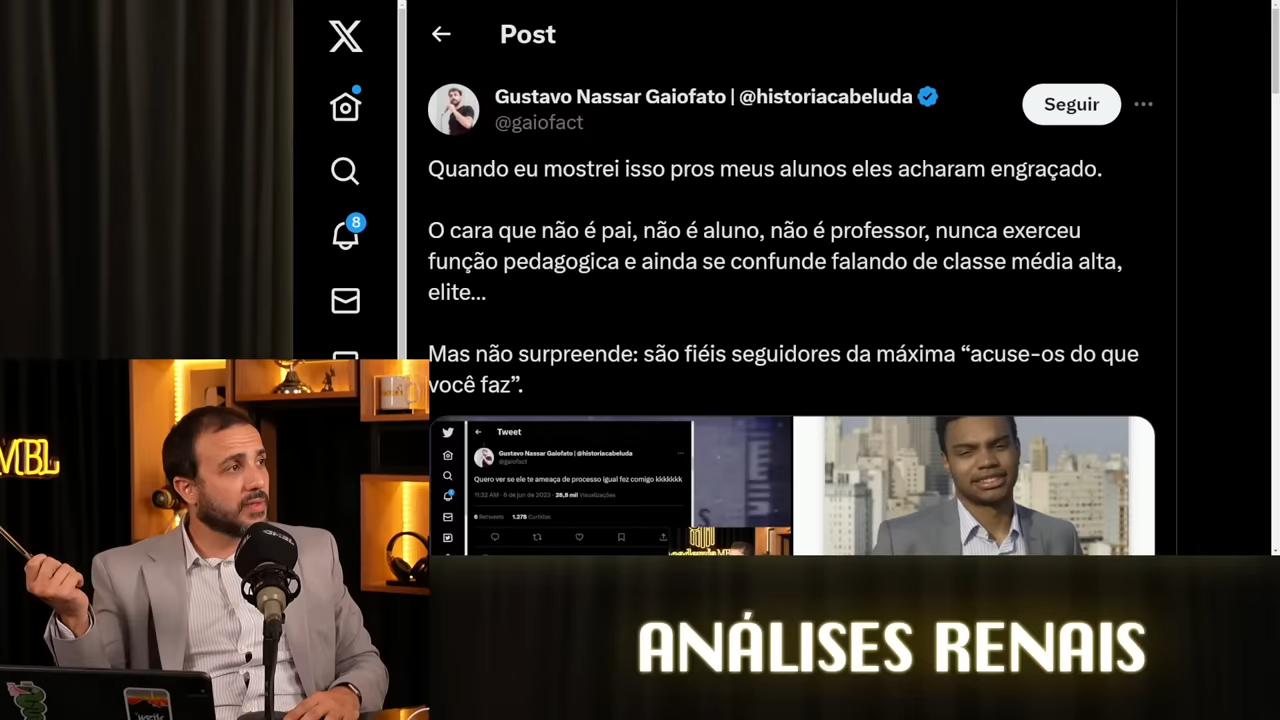 Post
Gustavo Nassar Gaiofato | @historiacabeluda
@gaiofact
Seguir
8
Quando eu mostrei isso pros meus alunos eles acharam engraçado.
O cara que não é pai, não é aluno, não é professor, nunca exerceu
função pedagogica e ainda se confunde falando de classe média alta,
elite...
Mas não surpreende: são fiéis seguidores da máxima “acuse-os do que
você faz”.
Tweet
Gustavo Nassar Gaiofato | @historiacabeluda
@gaiofact
Quero ver se ele te ameaça de processo igual fez comigo kkkkkkk
11:32 AM · 6 de jun de 2023 · 28,8 mil Visualizações
6 Retweets 1.278 Curtidas
MBL
ANÁLISES RENAIS